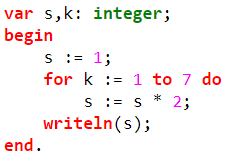 var s,k: integer;
begin
    s := 1;
    for k := 1 to 7 do
        s := s * 2;
    writeln(s);
end.